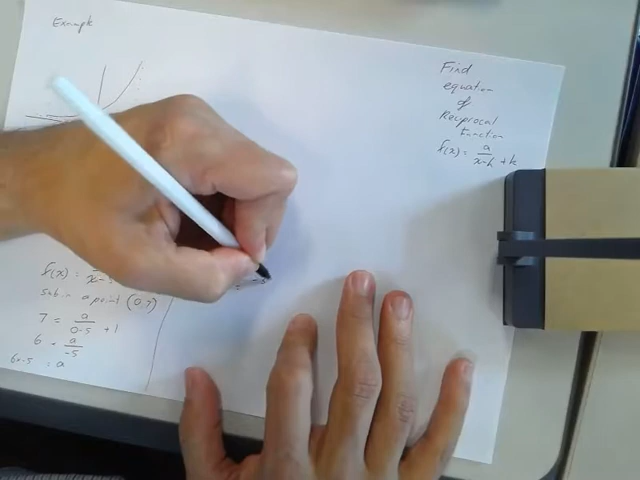 Example
Find
equation
of
Reciprocal
function
f(x) = a/x-h + k
f(x) =
sub in a point (0,7)
7 = a/0-5 + 1
6 = a/-5
6x-5 = a